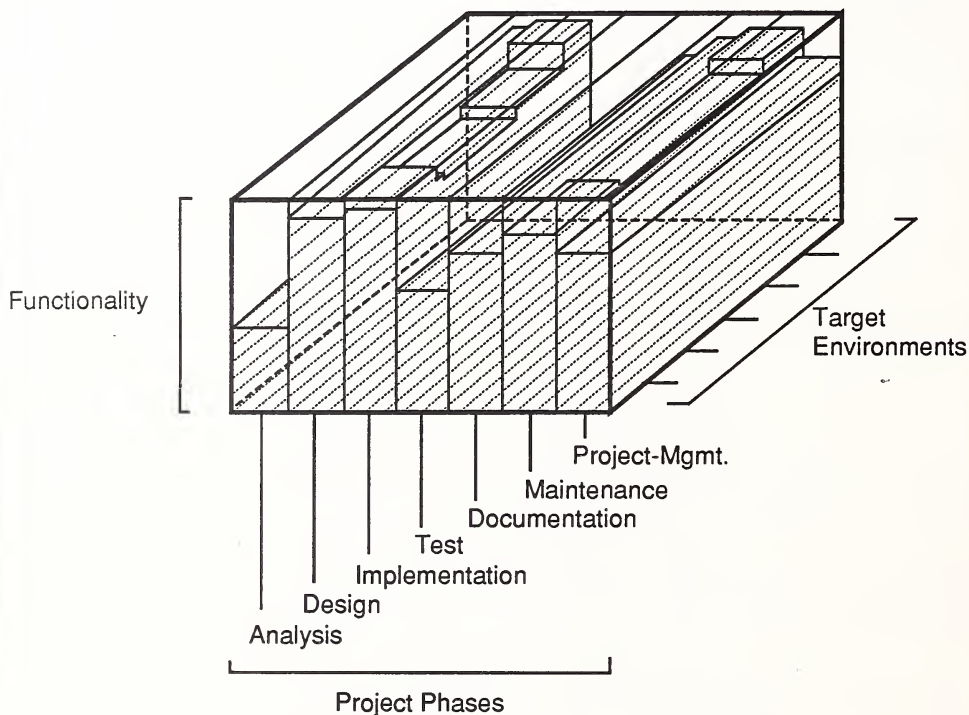 Functionality
Target
Environments
Project-Mgmt.
Maintenance
Documentation
Test
Implementation
Design
Analysis
Project Phases